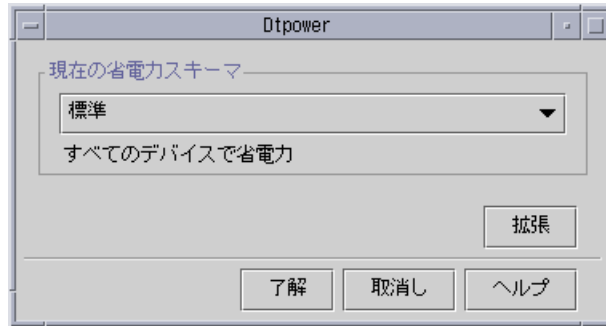 Dtpower
現在の省電力スキーマ
標準
すべてのデバイスで省電力
拡張
了解 取消し ヘルプ